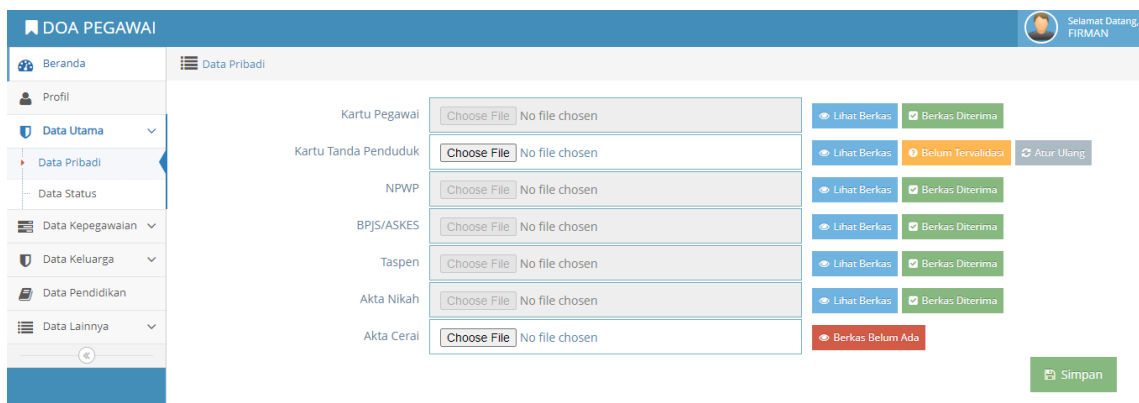 DOA PEGAWAI
Selamat Datang,
FIRMAN
Beranda
Profil
Data Utama
Data Pribadi
Data Status
Data Kepegawaian
Data Keluarga
Data Pendidikan
Data Lainnya
Data Pribadi
Kartu Pegawai Choose File No file chosen Lihat Berkas Berkas Diterima
Kartu Tanda Penduduk Choose File No file chosen Lihat Berkas Belum Tervalidasi Atur Ulang
NPWP Choose File No file chosen Lihat Berkas Berkas Diterima
BPJS/ASKES Choose File No file chosen Lihat Berkas Berkas Diterima
Taspen Choose File No file chosen Lihat Berkas Berkas Diterima
Akta Nikah Choose File No file chosen Lihat Berkas Berkas Diterima
Akta Cerai Choose File No file chosen Berkas Belum Ada
Simpan